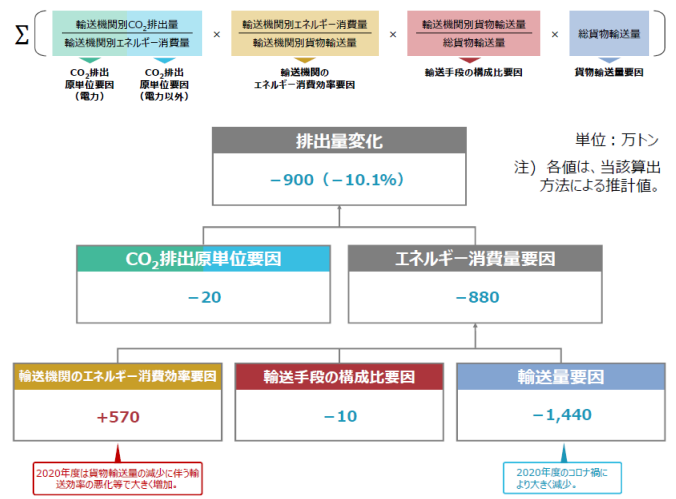 Σ
輸送機関別CO₂排出量
輸送機関別エネルギー消費量
×
輸送機関別エネルギー消費量
輸送機関別貨物輸送量
×
輸送機関別貨物輸送量
総貨物輸送量
×
総貨物輸送量
CO₂排出
原単位要因
（電力）
CO₂排出
原単位要因
（電力以外）
輸送機関の
エネルギー消費効率要因
輸送手段の構成比要因
貨物輸送量要因
排出量変化
−900（−10.1%）
単位：万トン
注）各値は、当該算出
方法による推計値。
CO₂排出原単位要因
−20
エネルギー消費量要因
−880
輸送機関のエネルギー消費効率要因
+570
輸送手段の構成比要因
−10
輸送量要因
−1,440
2020年度は貨物輸送量の減少に伴う輸
送効率の悪化等で大きく増加。
2020年度のコロナ禍に
より大きく減少。